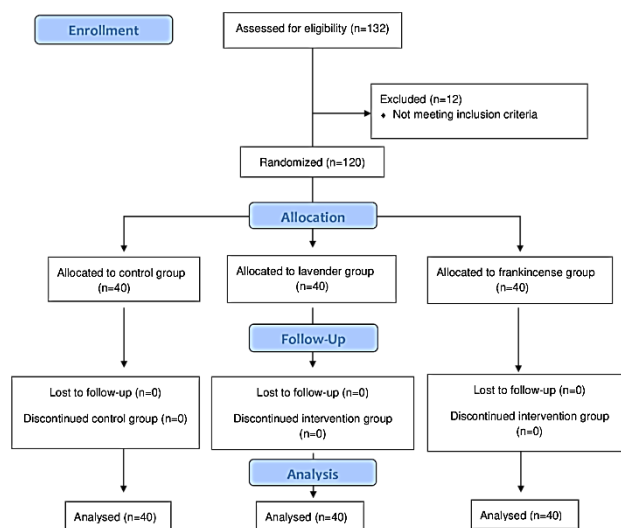 Enrollment
Assessed for eligibility (n=132)
Excluded (n=12)
♦ Not meeting inclusion criteria
Randomized (n=120)
Allocation
Allocated to control group
(n=40)
Allocated to lavender group
(n=40)
Allocated to frankincense group
(n=40)
Follow-Up
Lost to follow-up (n=0)
Discontinued control group (n=0)
Lost to follow-up (n=0)
Discontinued intervention group
(n=0)
Lost to follow-up (n=0)
Discontinued intervention group
(n=0)
Analysis
Analysed (n=40)
Analysed (n=40)
Analysed (n=40)